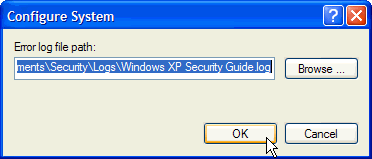 Configure System
Error log file path:
ments\Security\Logs\Windows XP Security Guide.log
Browse ...
OK
Cancel